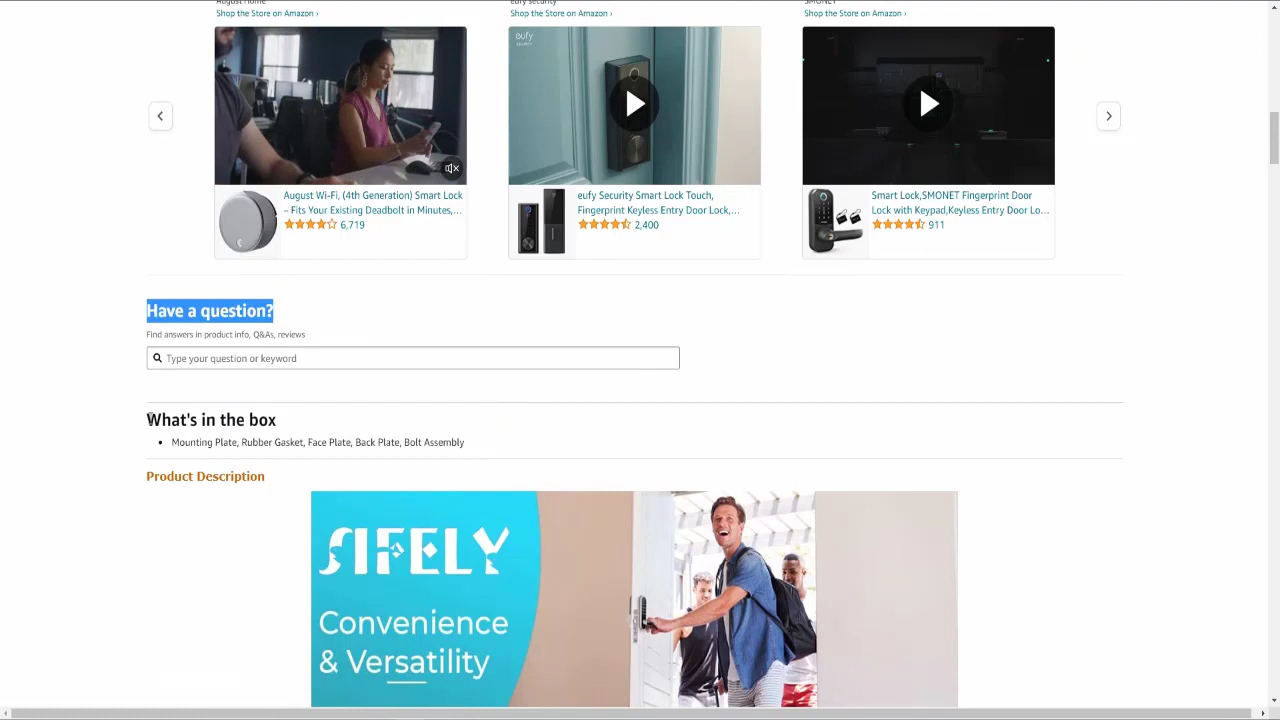 August Home
eufy security
SMONET
Shop the Store on Amazon ›
Shop the Store on Amazon ›
Shop the Store on Amazon ›
eufy
SECURITY
August Wi-Fi, (4th Generation) Smart Lock
– Fits Your Existing Deadbolt in Minutes,...
6,719
eufy Security Smart Lock Touch,
Fingerprint Keyless Entry Door Lock,...
2,400
Smart Lock,SMONET Fingerprint Door
Lock with Keypad,Keyless Entry Door Lo...
911
Have a question?
Find answers in product info, Q&As, reviews
Type your question or keyword
What's in the box
• Mounting Plate, Rubber Gasket, Face Plate, Back Plate, Bolt Assembly
Product Description
SIFELY
Convenience
& Versatility